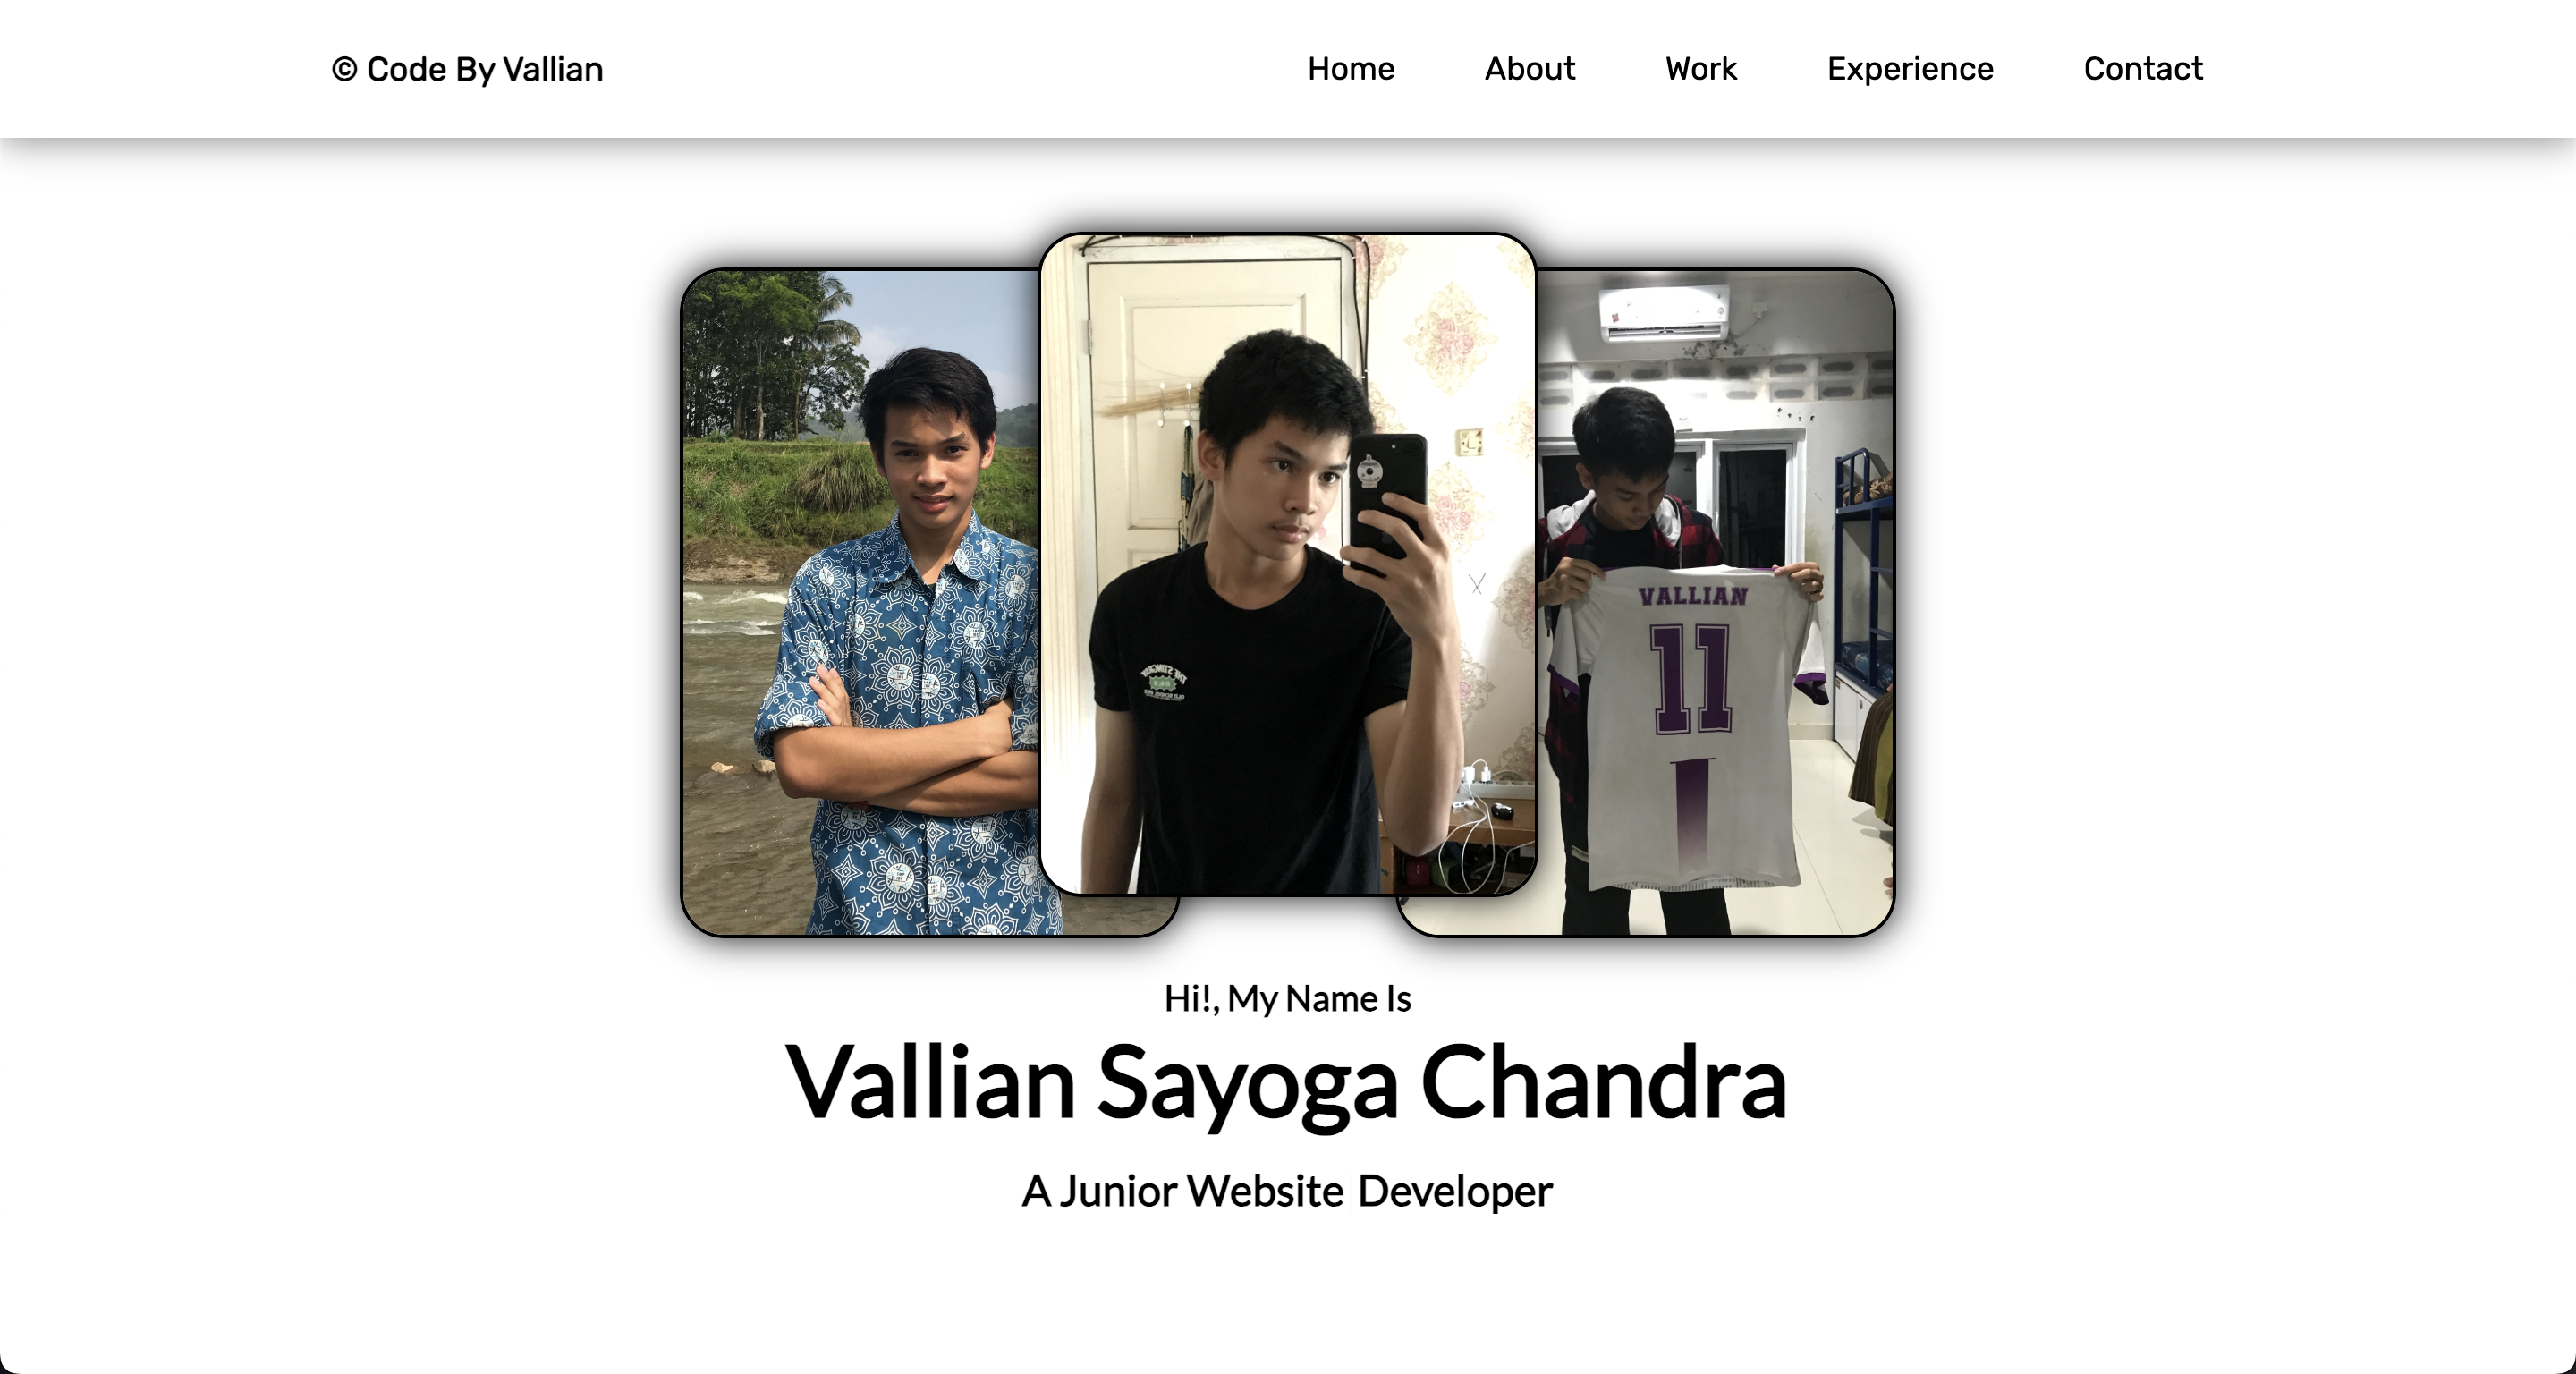 © Code By Vallian
Home About Work Experience Contact
VALLIAN
11
Hi!, My Name Is
Vallian Sayoga Chandra
A Junior Website Developer